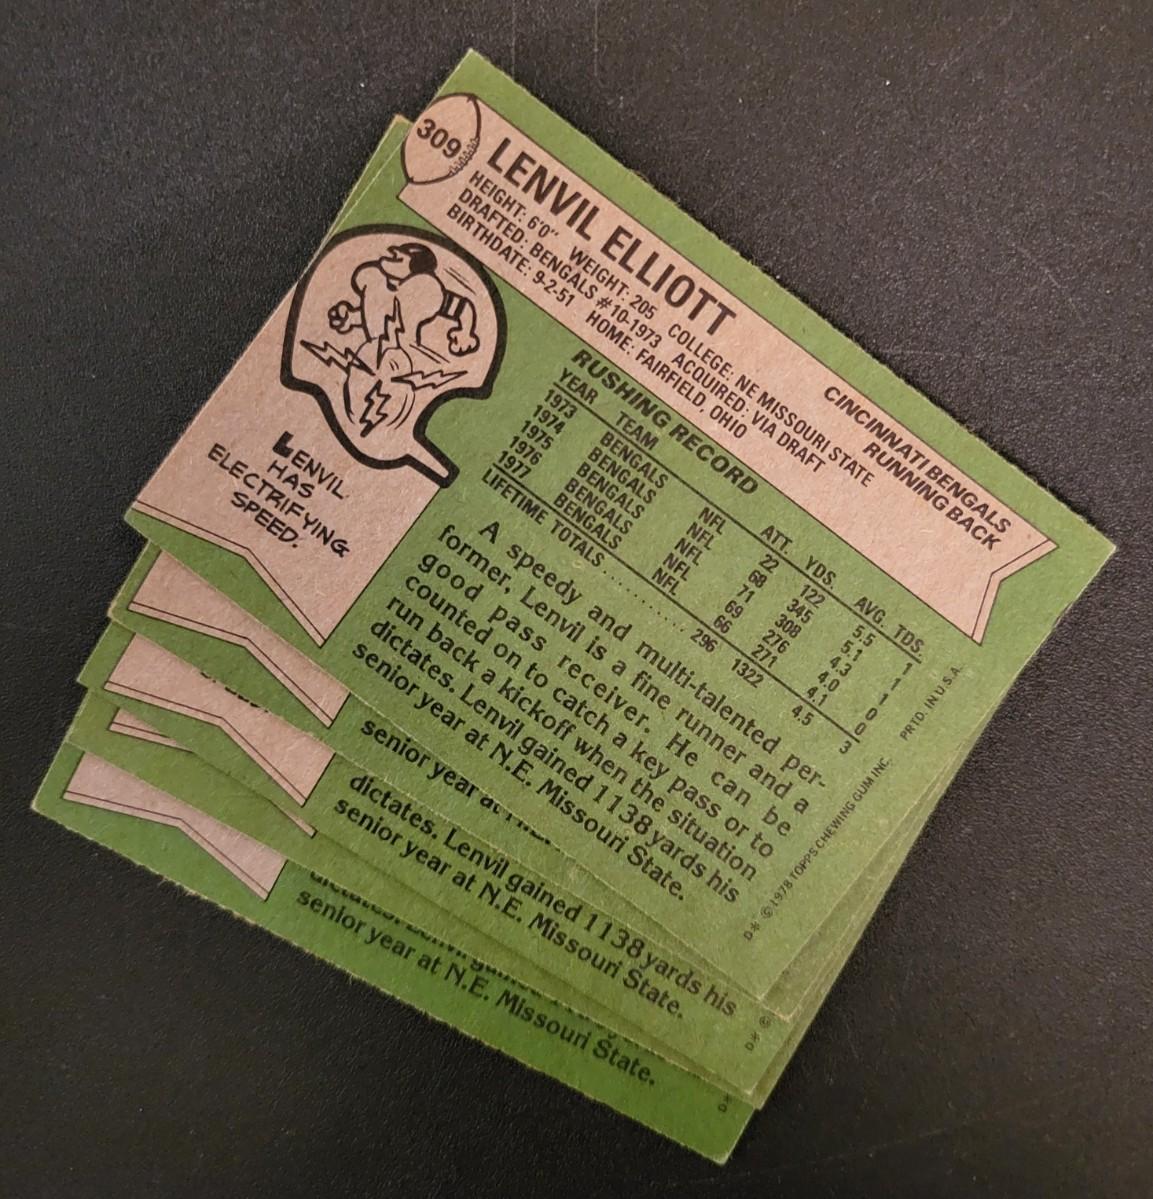 309
LENVIL ELLIOTT
CINCINNATI BENGALS
RUNNING BACK
HEIGHT: 6'0" WEIGHT: 205 COLLEGE: NE MISSOURI STATE
DRAFTED: BENGALS #10-1973 ACQUIRED: VIA DRAFT
BIRTHDATE: 9-2-51 HOME: FAIRFIELD, OHIO
RUSHING RECORD
YEAR TEAM ATT. YDS. AVG. TDS.
1973 BENGALS NFL 22 122 5.5 1
1974 BENGALS NFL 68 345 5.1 1
1975 BENGALS NFL 71 308 4.3 1
1976 BENGALS NFL 69 276 4.0 0
1977 BENGALS NFL 66 271 4.1 0
LIFETIME TOTALS .......... 296 1322 4.5 3
LENVIL
HAS
ELECTRIFYING
SPEED.
A speedy and multi-talented per-
former, Lenvil is a fine runner and a
good pass receiver. He can be
counted on to catch a key pass or to
run back a kickoff when the situation
dictates. Lenvil gained 1138 yards his
senior year at N.E. Missouri State.
D* © 1978 TOPPS CHEWING GUM INC. PRTD. IN U.S.A.
senior year at
dictates. Lenvil gained 1138 yards his
senior year at N.E. Missouri State.
D* ©
senior year at N.E. Missouri State.
D*